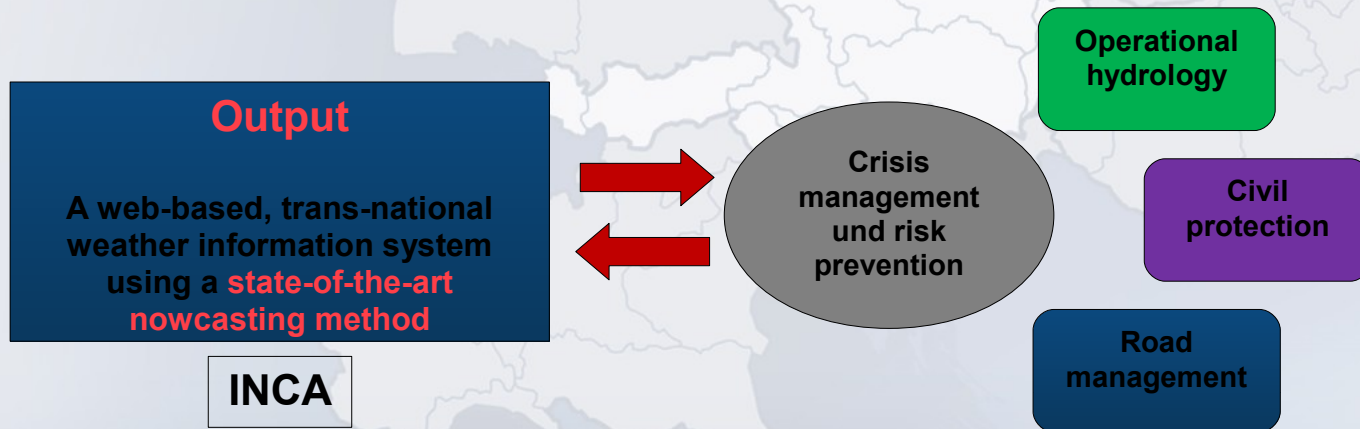 Output
A web-based, trans-national
weather information system
using a state-of-the-art
nowcasting method
INCA
Crisis
management
und risk
prevention
Operational
hydrology
Civil
protection
Road
management